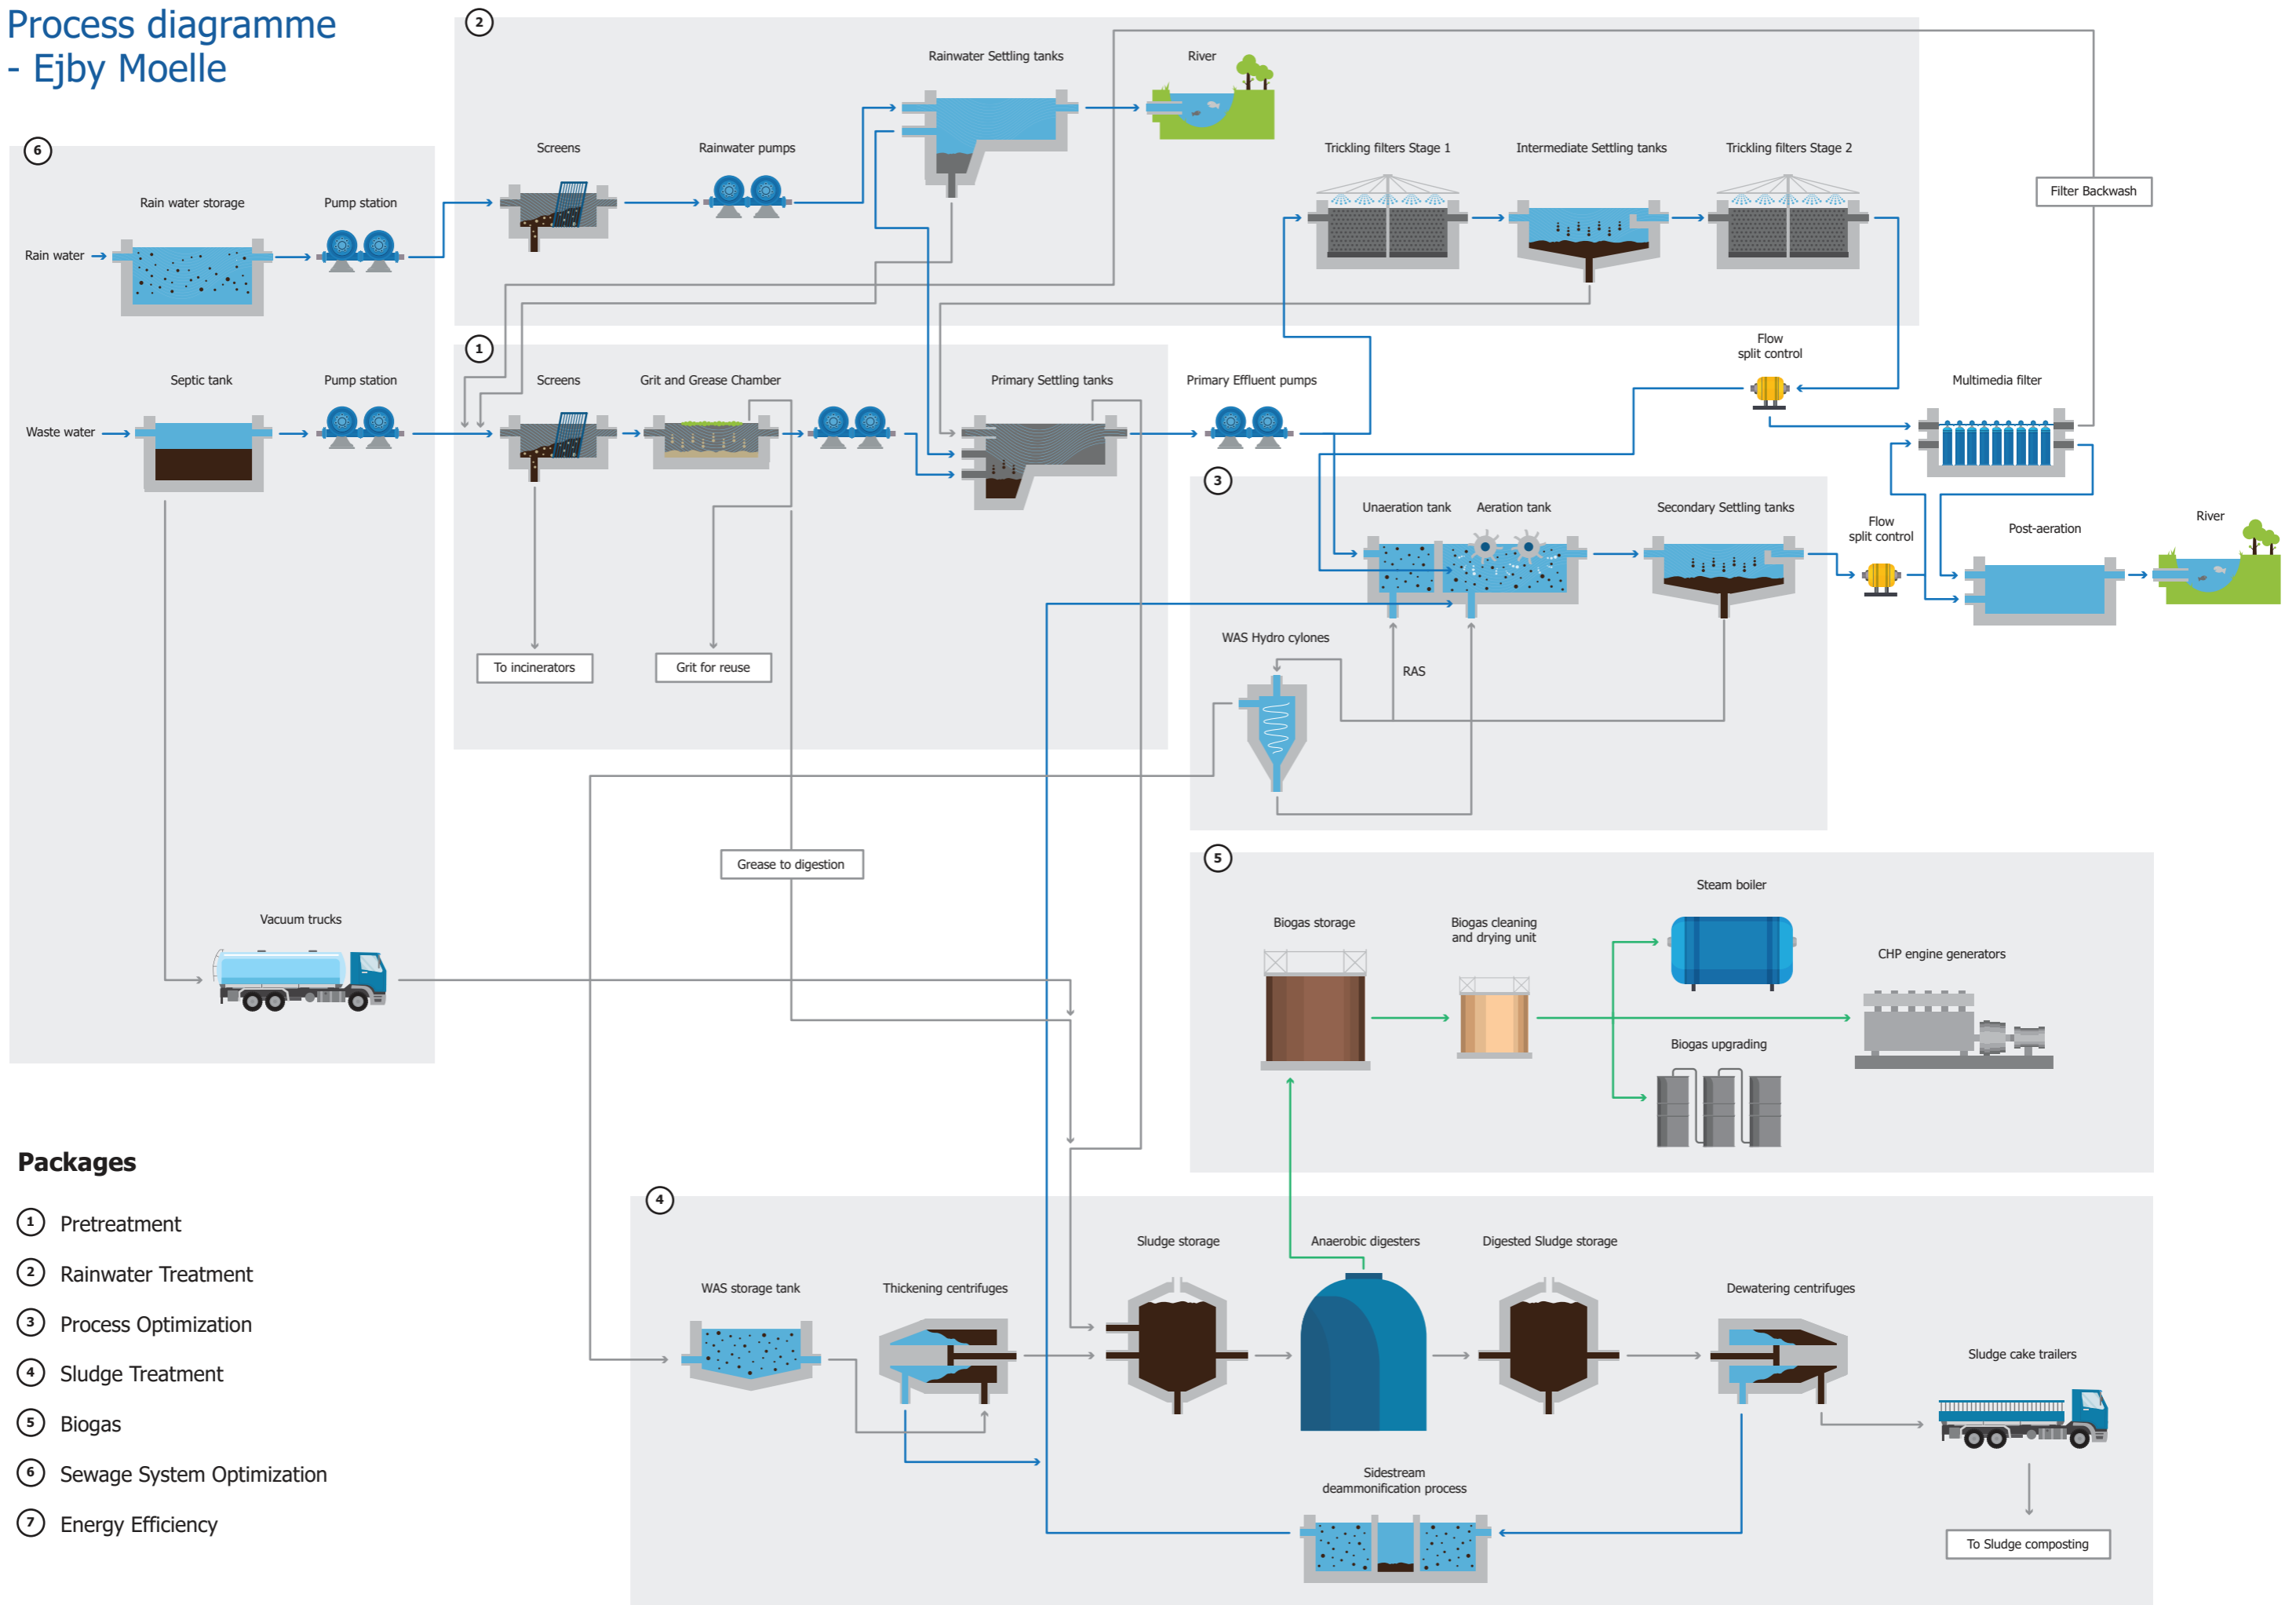 Process diagramme
- Ejby Moelle
2
Rainwater Settling tanks
River
Screens
Rainwater pumps
Trickling filters Stage 1
Intermediate Settling tanks
Trickling filters Stage 2
Filter Backwash
6
Rain water storage
Pump station
Rain water
Septic tank
Pump station
Waste water
Vacuum trucks
1
Screens
Grit and Grease Chamber
Primary Settling tanks
Primary Effluent pumps
To incinerators
Grit for reuse
Grease to digestion
Flow
split control
Multimedia filter
3
Unaeration tank
Aeration tank
Secondary Settling tanks
WAS Hydro cylones
RAS
Flow
split control
Post-aeration
River
5
Biogas storage
Biogas cleaning
and drying unit
Steam boiler
CHP engine generators
Biogas upgrading
4
WAS storage tank
Thickening centrifuges
Sludge storage
Anaerobic digesters
Digested Sludge storage
Dewatering centrifuges
Sludge cake trailers
Sidestream
deammonification process
To Sludge composting
Packages
1 Pretreatment
2 Rainwater Treatment
3 Process Optimization
4 Sludge Treatment
5 Biogas
6 Sewage System Optimization
7 Energy Efficiency